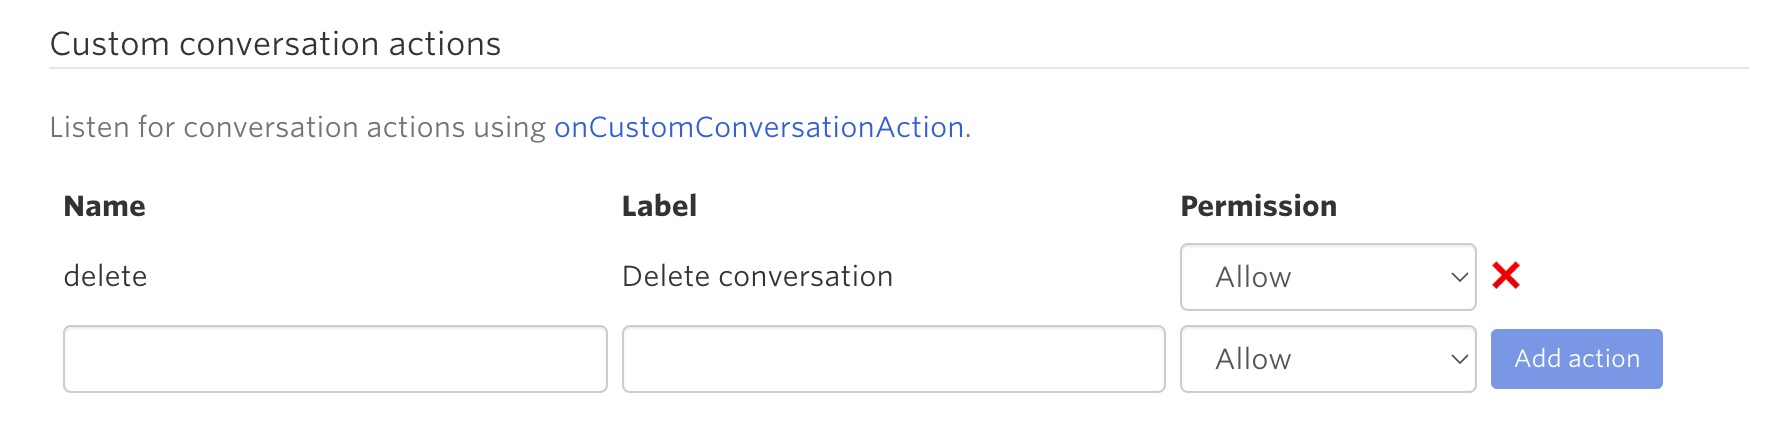 Custom conversation actions
Listen for conversation actions using onCustomConversationAction.
Name Label Permission
delete Delete conversation Allow
Allow Add action